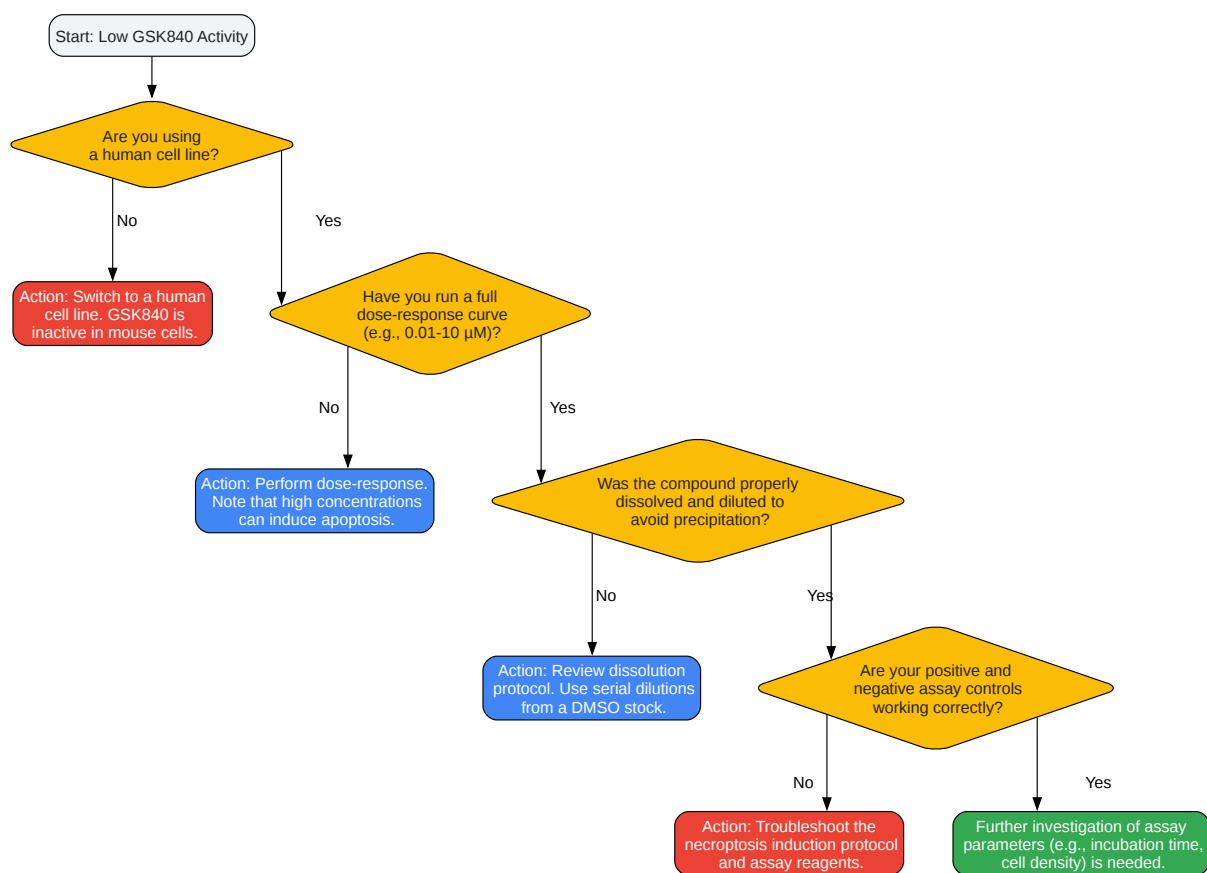 Start: Low GSK840 Activity
Are you using
a human cell line?
No
Yes
Action: Switch to a human
cell line. GSK840 is
inactive in mouse cells.
Have you run a full
dose-response curve
(e.g., 0.01-10 µM)?
No
Yes
Action: Perform dose-response.
Note that high concentrations
can induce apoptosis.
Was the compound properly
dissolved and diluted to
avoid precipitation?
No
Yes
Action: Review dissolution
protocol. Use serial dilutions
from a DMSO stock.
Are your positive and
negative assay controls
working correctly?
No
Yes
Action: Troubleshoot the
necroptosis induction protocol
and assay reagents.
Further investigation of assay
parameters (e.g., incubation time,
cell density) is needed.